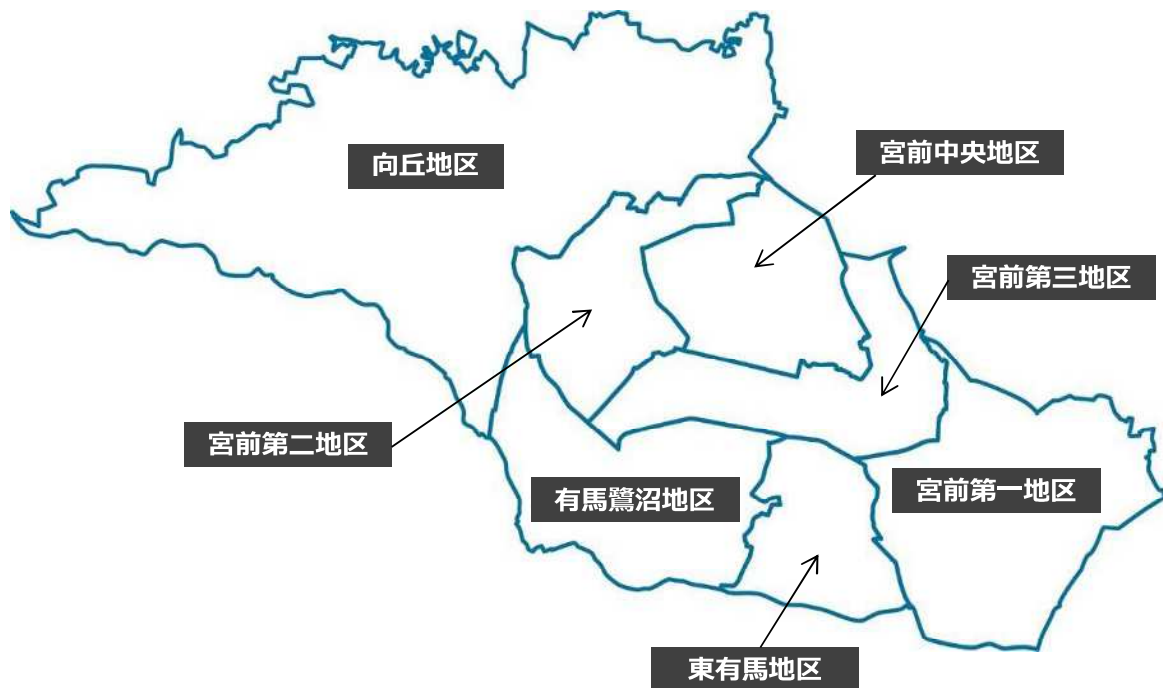 向丘地区
宮前中央地区
宮前第三地区
宮前第二地区
有馬鷺沼地区
宮前第一地区
東有馬地区